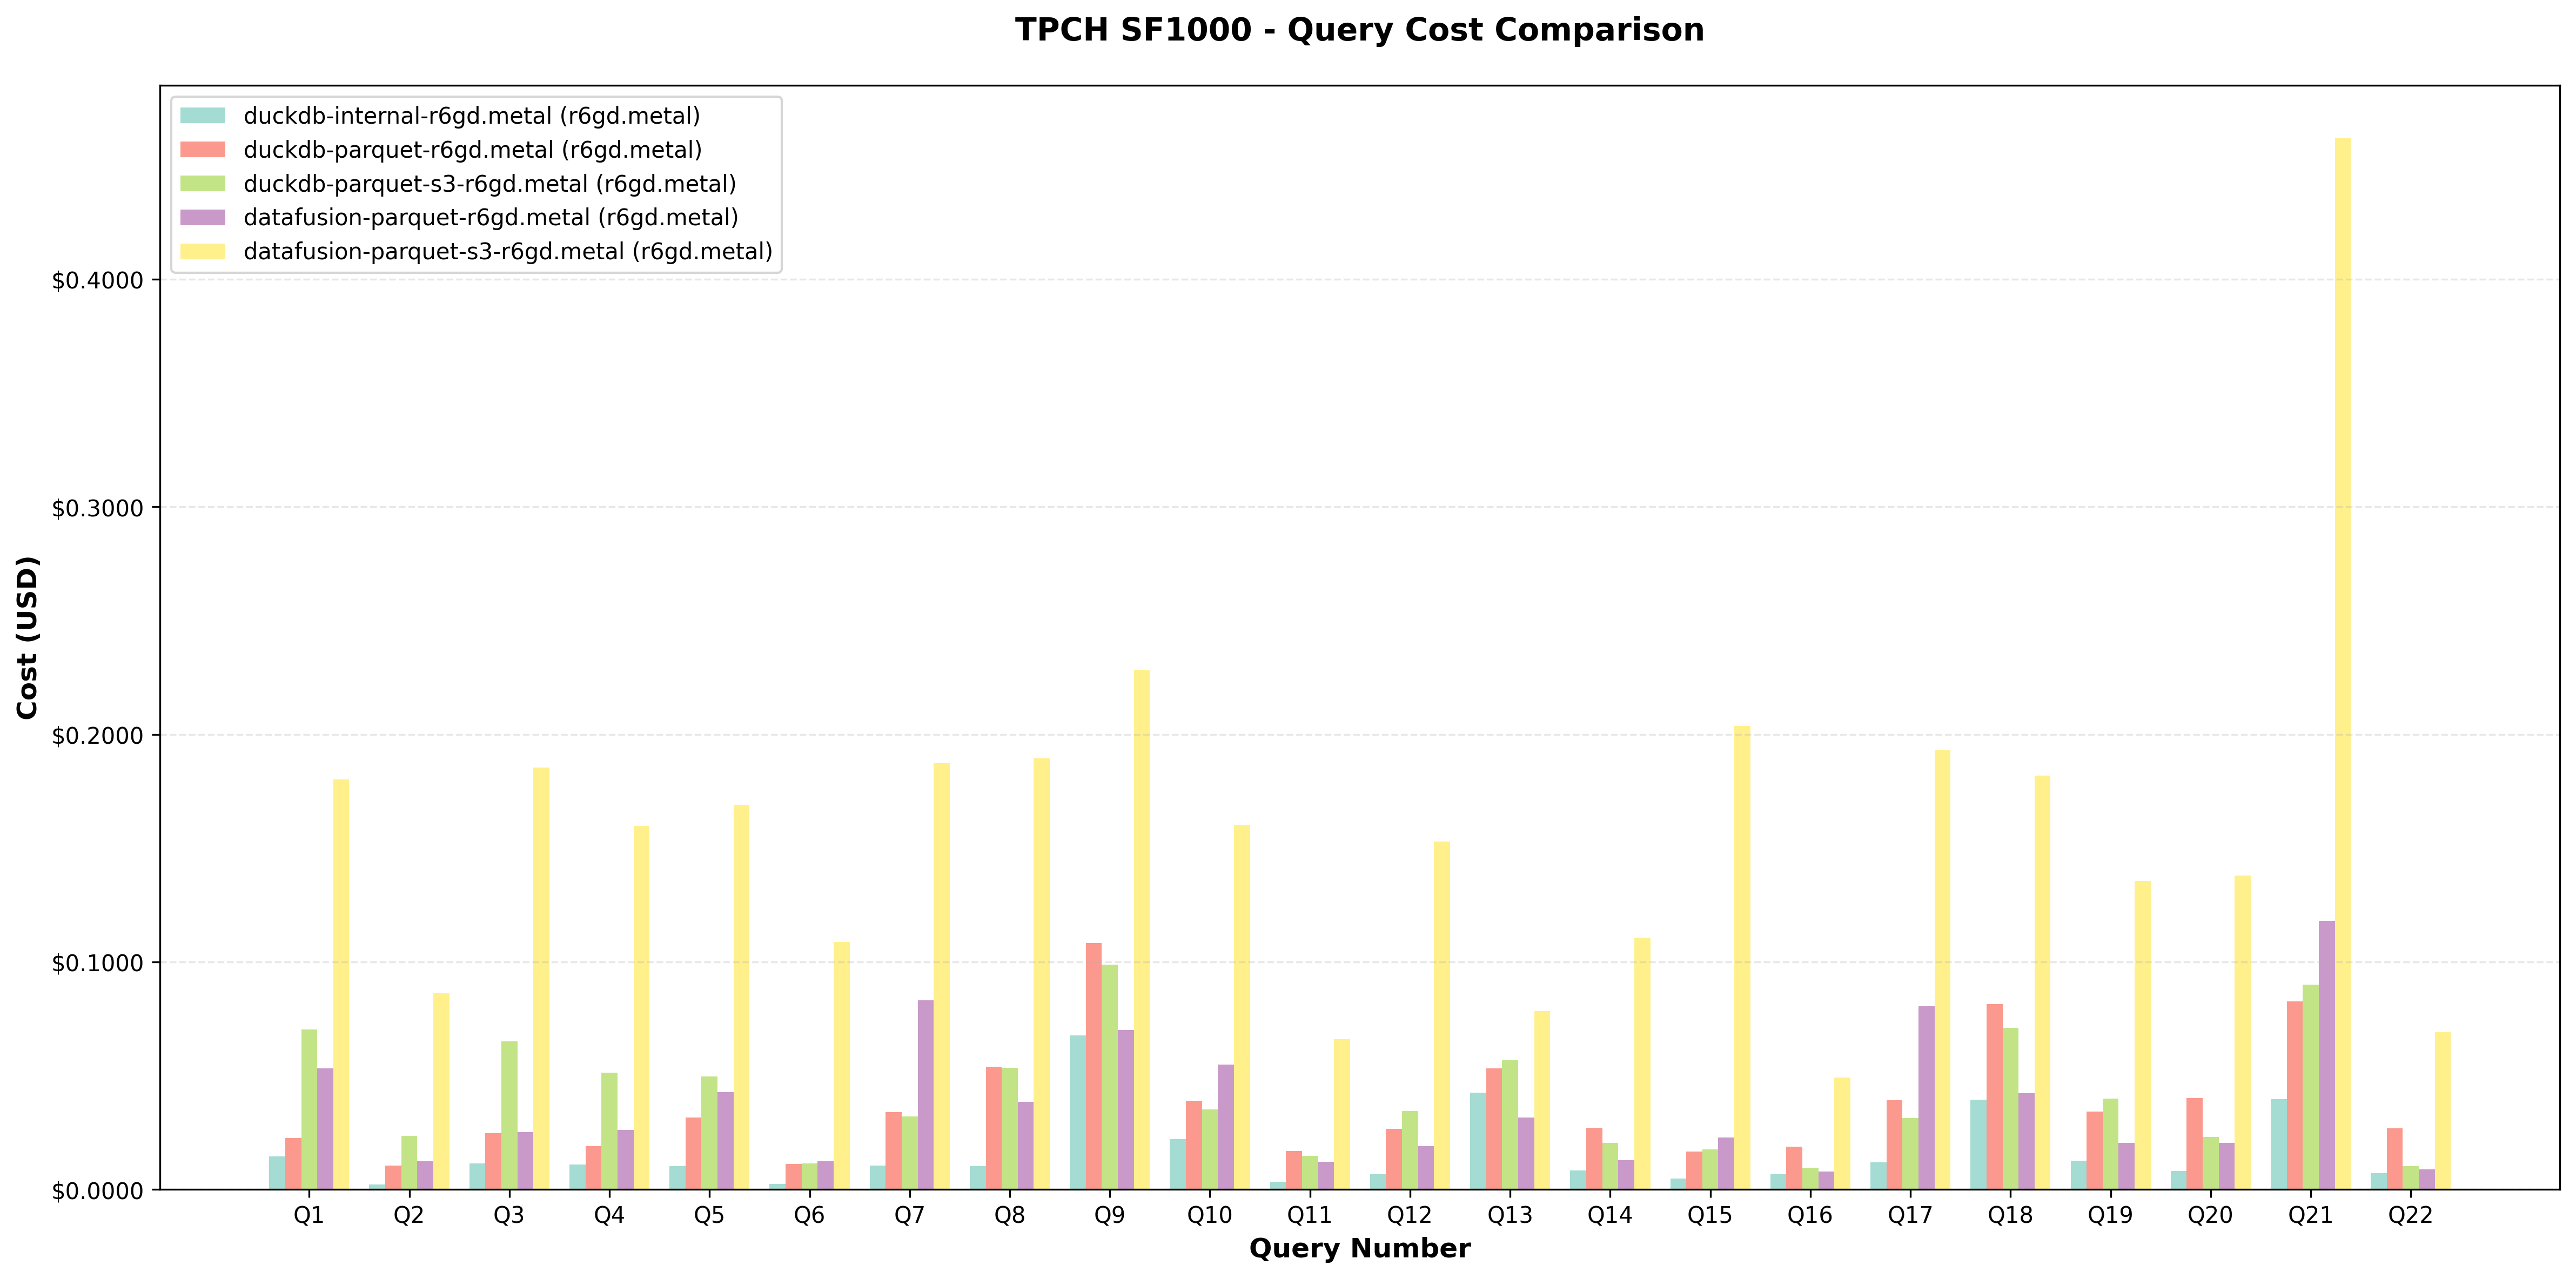 TPCH SF1000 - Query Cost Comparison
duckdb-internal-r6gd.metal (r6gd.metal)
duckdb-parquet-r6gd.metal (r6gd.metal)
duckdb-parquet-s3-r6gd.metal (r6gd.metal)
datafusion-parquet-r6gd.metal (r6gd.metal)
datafusion-parquet-s3-r6gd.metal (r6gd.metal)
$0.4000
$0.3000
$0.2000
$0.1000
$0.0000
Cost (USD)
Q1 Q2 Q3 Q4 Q5 Q6 Q7 Q8 Q9 Q10 Q11 Q12 Q13 Q14 Q15 Q16 Q17 Q18 Q19 Q20 Q21 Q22
Query Number